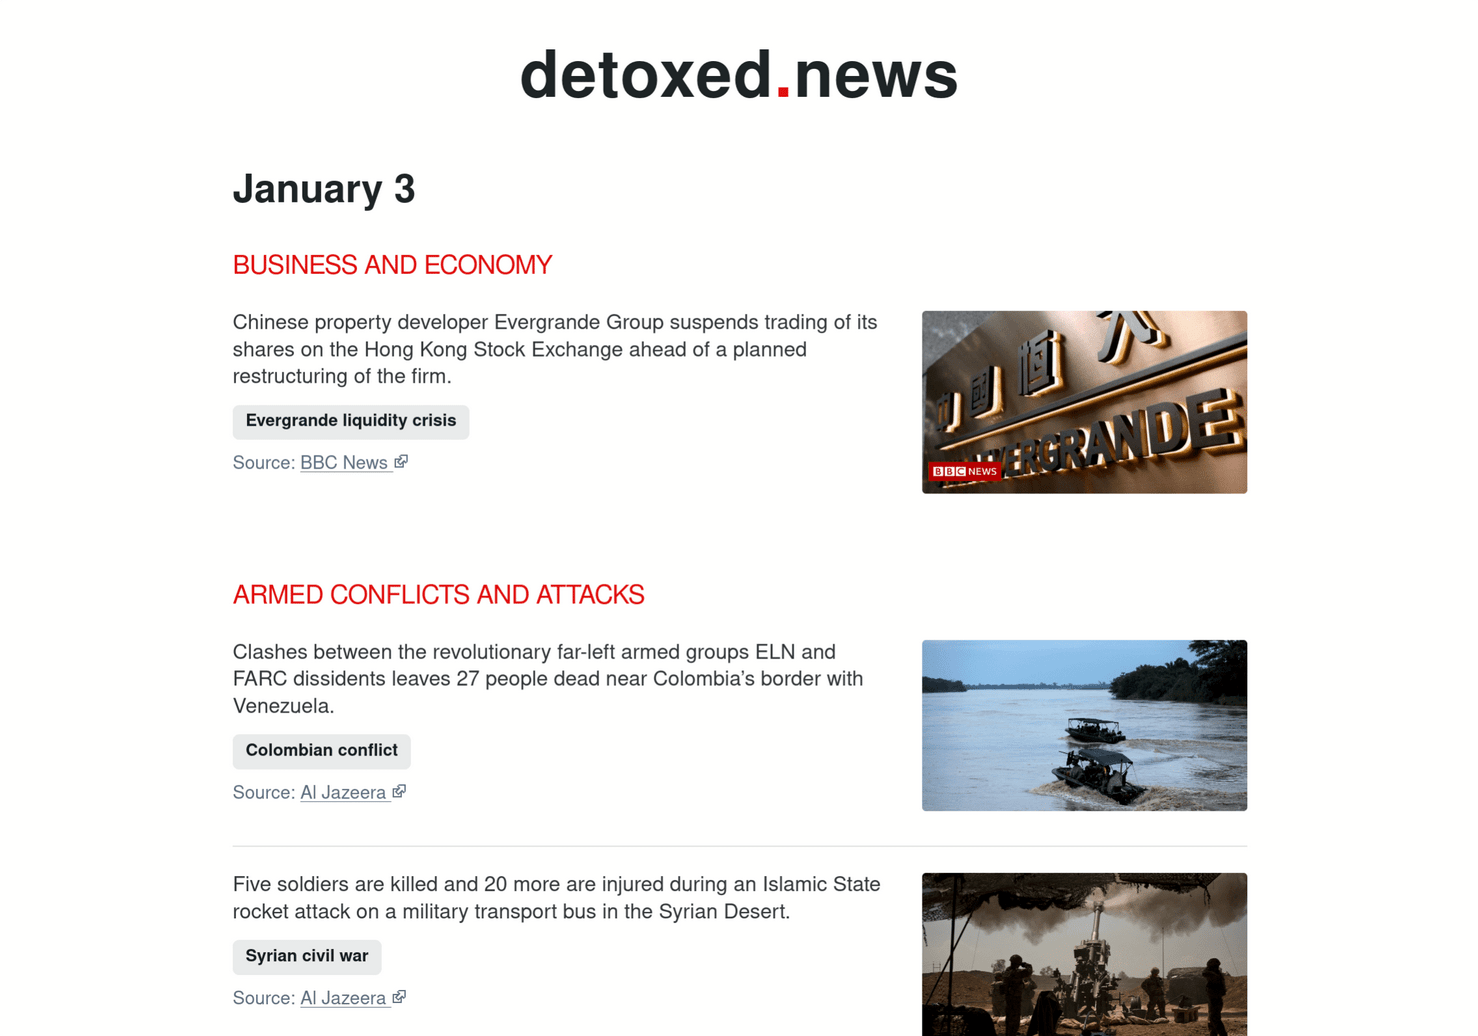 detoxed.news
January 3
BUSINESS AND ECONOMY
Chinese property developer Evergrande Group suspends trading of its
shares on the Hong Kong Stock Exchange ahead of a planned
restructuring of the firm.
Evergrande liquidity crisis
Source: BBC News
中國恒大
EVERGRANDE
BBC NEWS
ARMED CONFLICTS AND ATTACKS
Clashes between the revolutionary far-left armed groups ELN and
FARC dissidents leaves 27 people dead near Colombia’s border with
Venezuela.
Colombian conflict
Source: Al Jazeera
Five soldiers are killed and 20 more are injured during an Islamic State
rocket attack on a military transport bus in the Syrian Desert.
Syrian civil war
Source: Al Jazeera